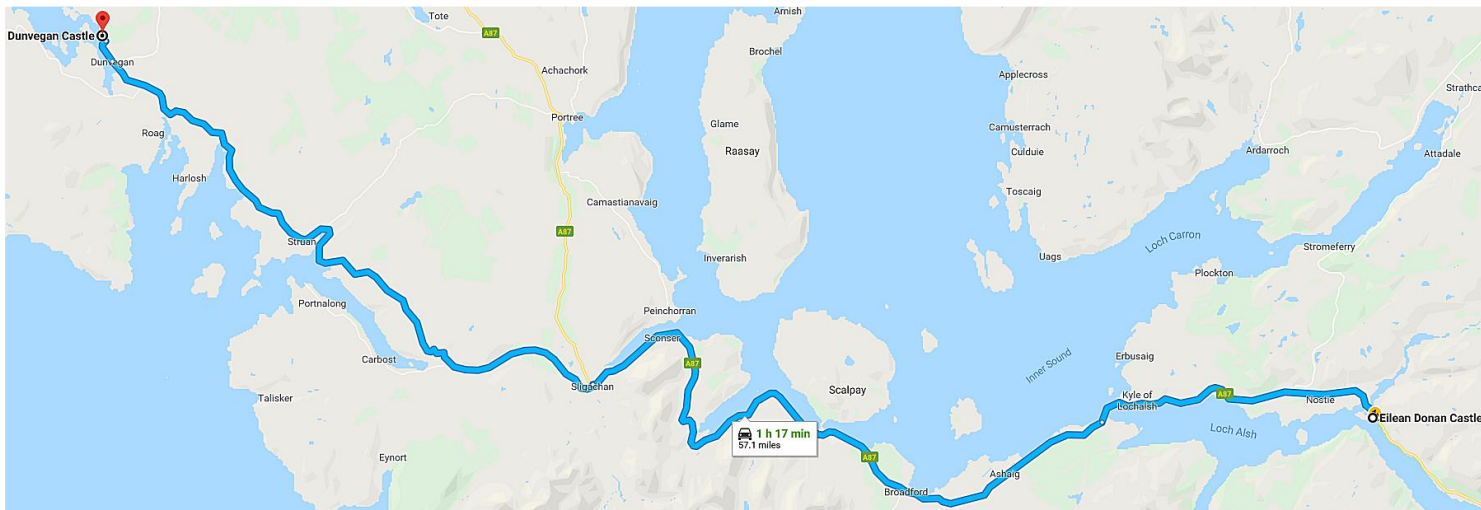 Dunvegan Castle
Dunvegan
Roag
Harlosh
Struan
Portnalong
Carbost
Talisker
Eynort
Tote
A87
Achachork
Portree
Camastianavaig
A87
Peinchorran
Sconser
Sligachan
A87
Arnish
Brochel
Glame
Raasay
Inverarish
Scalpay
1 h 17 min
57.1 miles
A87
Broadford
Ashaig
Inner Sound
Applecross
Camusterrach
Culduie
Toscaig
Uags
Loch Carron
Ardarroch
Strathca
Attadale
Stromeferry
Plockton
Erbusaig
Kyle of
Lochalsh
A87
Loch Alsh
Nostie
Eilean Donan Castle